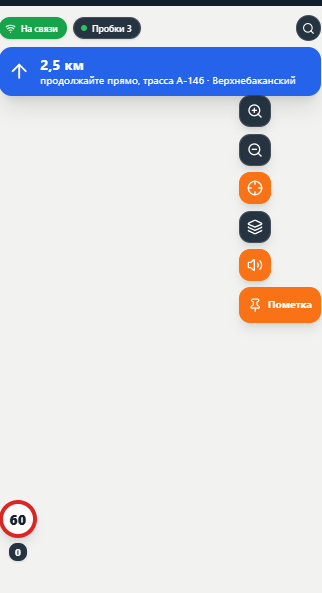 На связи
Пробки 3
2,5 км
продолжайте прямо, трасса А-146 · Верхнебаканский
Пометка
60
0